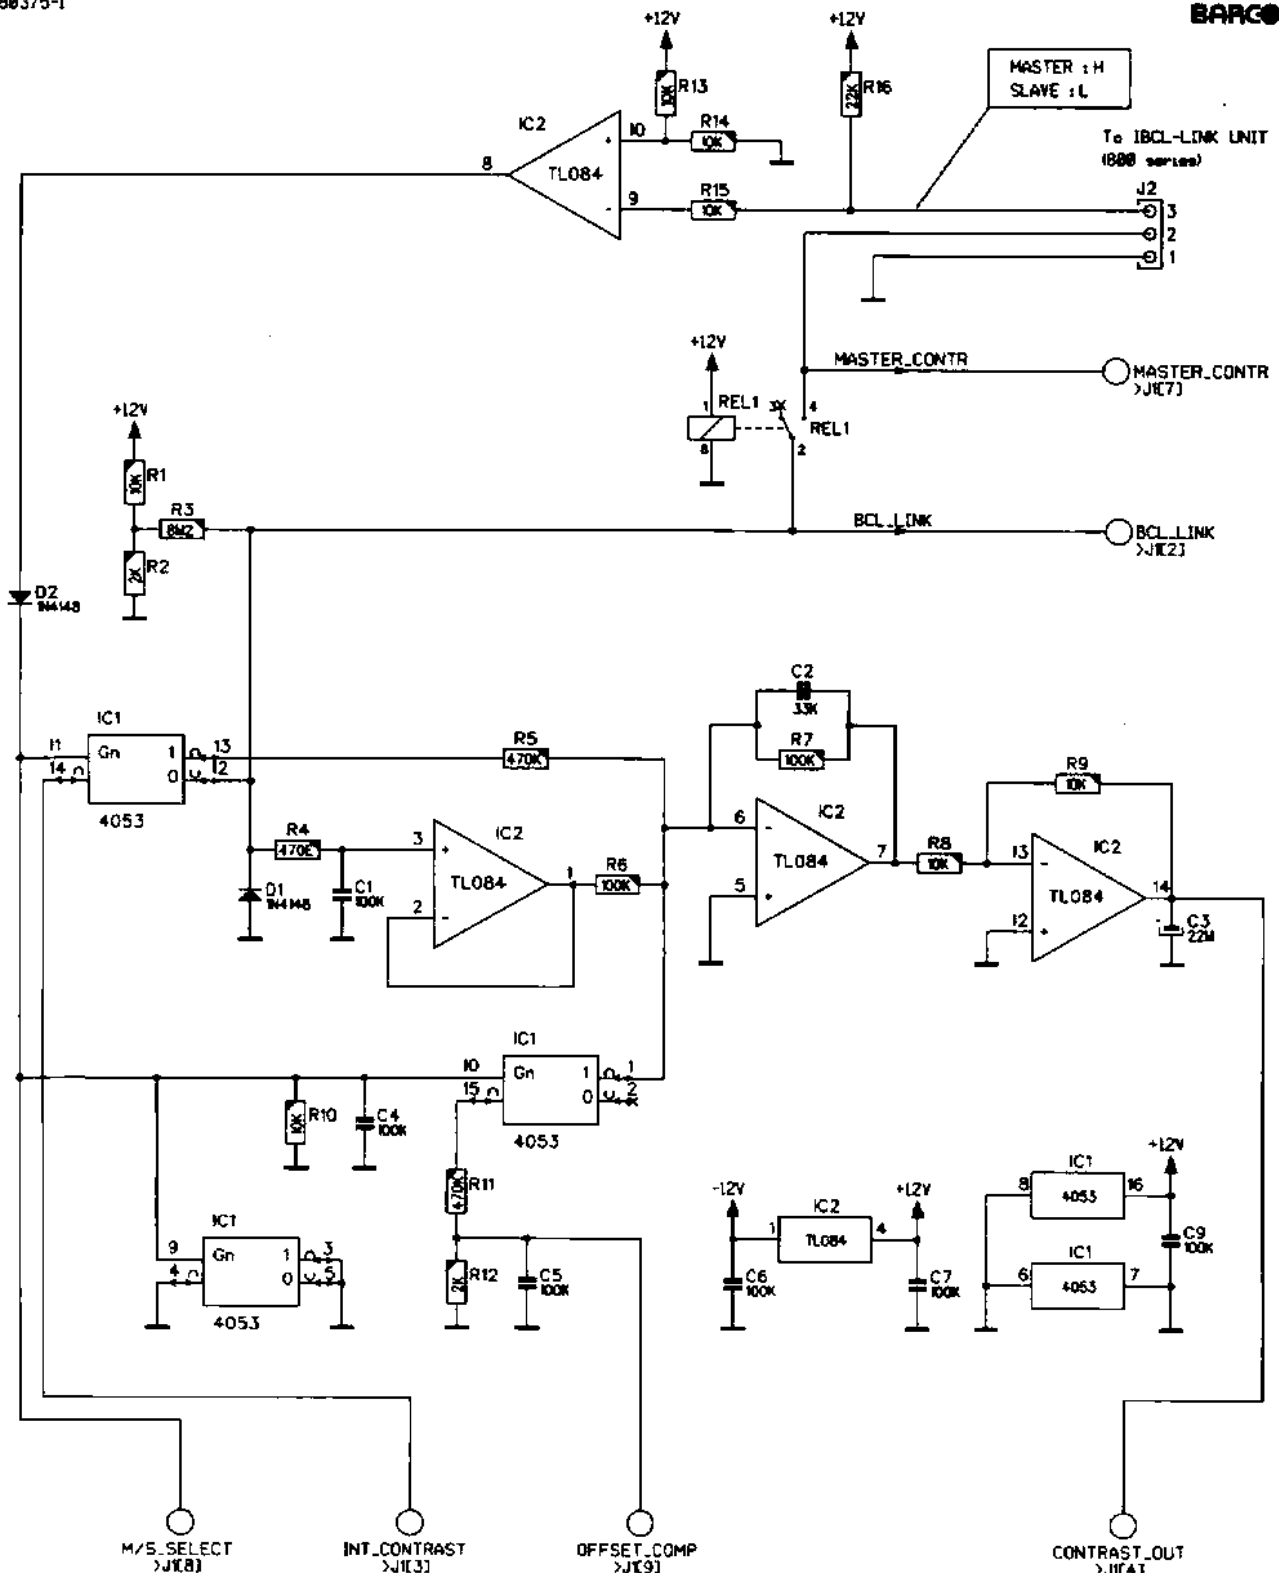 BARCO
+12V
+12V
R13
10K
R16
22K
MASTER : H
SLAVE : L
To IBCL-LINK UNIT
(800 series)
IC2
TL084
8
10
+
9
-
R14
10K
R15
10K
J2
3
2
1
+12V
REL1
1
8
3
4
REL1
2
MASTER_CONTR
MASTER_CONTR
>J1[7]
+12V
R1
10K
R3
8M2
R2
2K
BCL_LINK
BCL_LINK
>J1[2]
D2
1N4148
IC1
11
14
Gn
1
0
13
12
4053
R5
470K
C2
33K
R7
100K
R4
470E
D1
1N4148
C1
100K
IC2
TL084
3
+
2
-
1
R6
100K
IC2
TL084
6
-
5
+
7
R8
10K
R9
10K
IC2
TL084
13
-
12
+
14
C3
22M
IC1
10
15
Gn
1
0
1
2
4053
R10
10K
C4
100K
R11
470K
R12
2K
C5
100K
IC1
9
4
Gn
1
0
3
5
4053
-12V
IC2
1
TL084
4
+12V
C6
100K
C7
100K
IC1
8
4053
16
+12V
C9
100K
IC1
6
4053
7
M/S_SELECT
>J1[8]
INT_CONTRAST
>J1[3]
OFFSET_COMP
>J1[9]
CONTRAST_OUT
>J1[4]